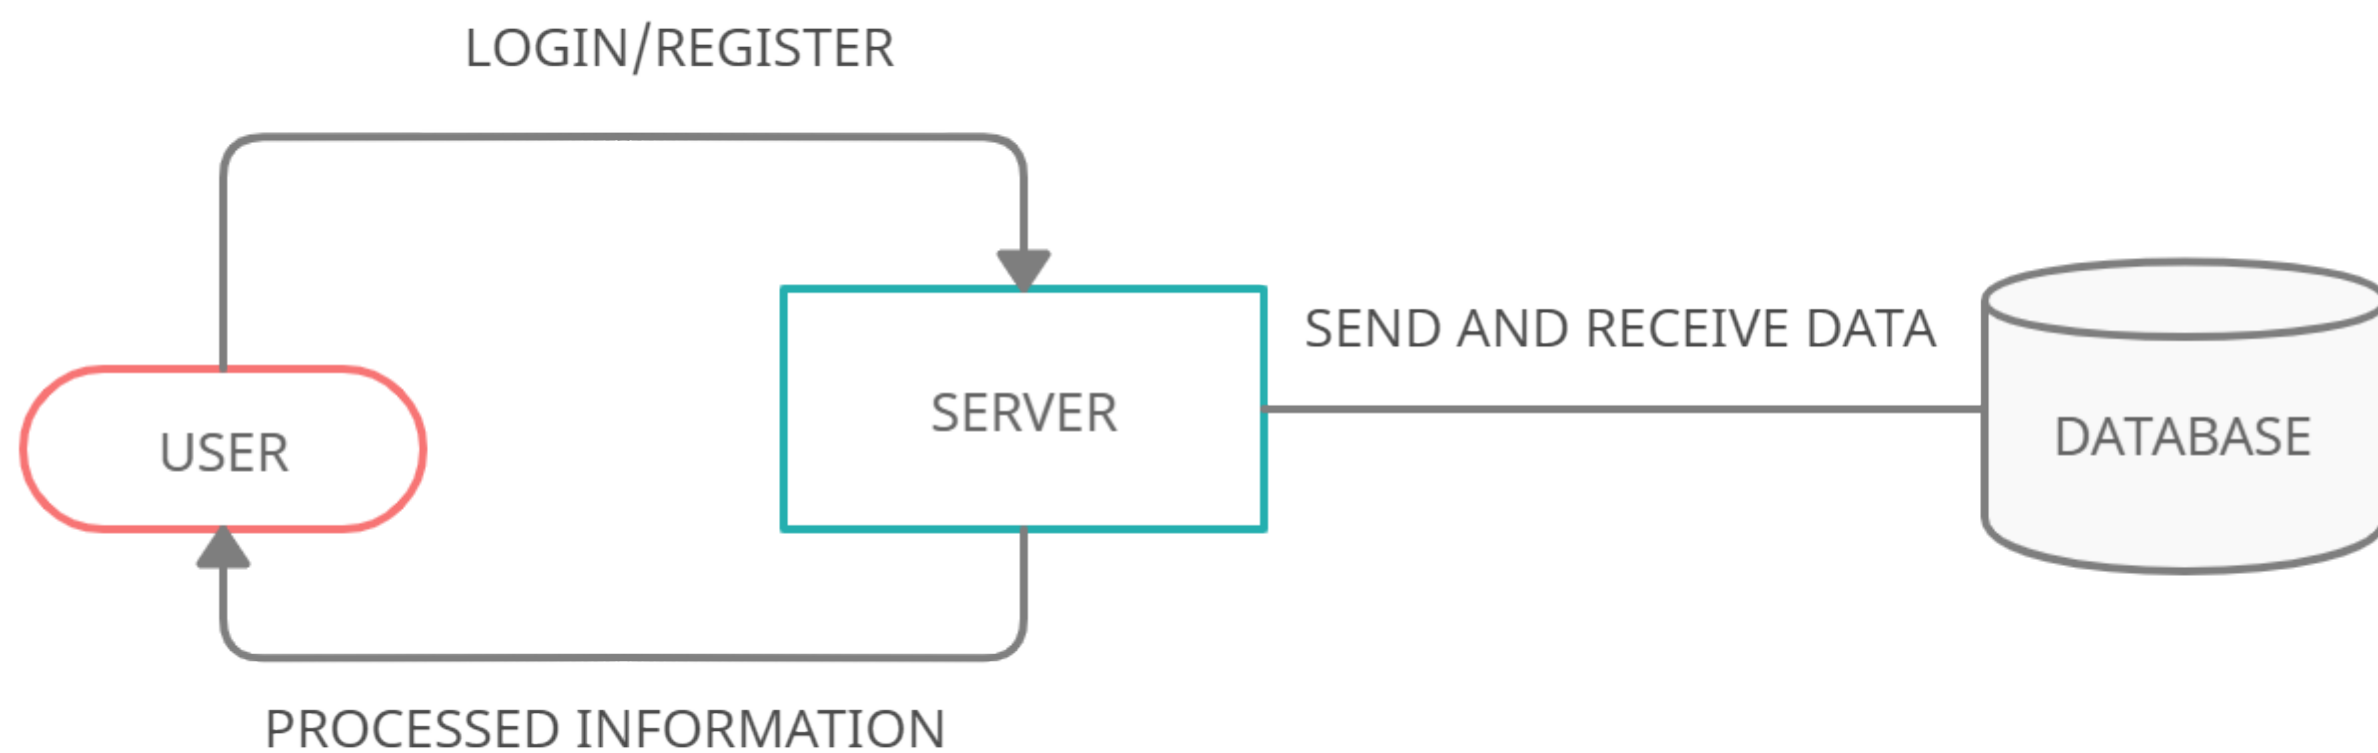 LOGIN/REGISTER
SEND AND RECEIVE DATA
SERVER
DATABASE
USER
PROCESSED INFORMATION